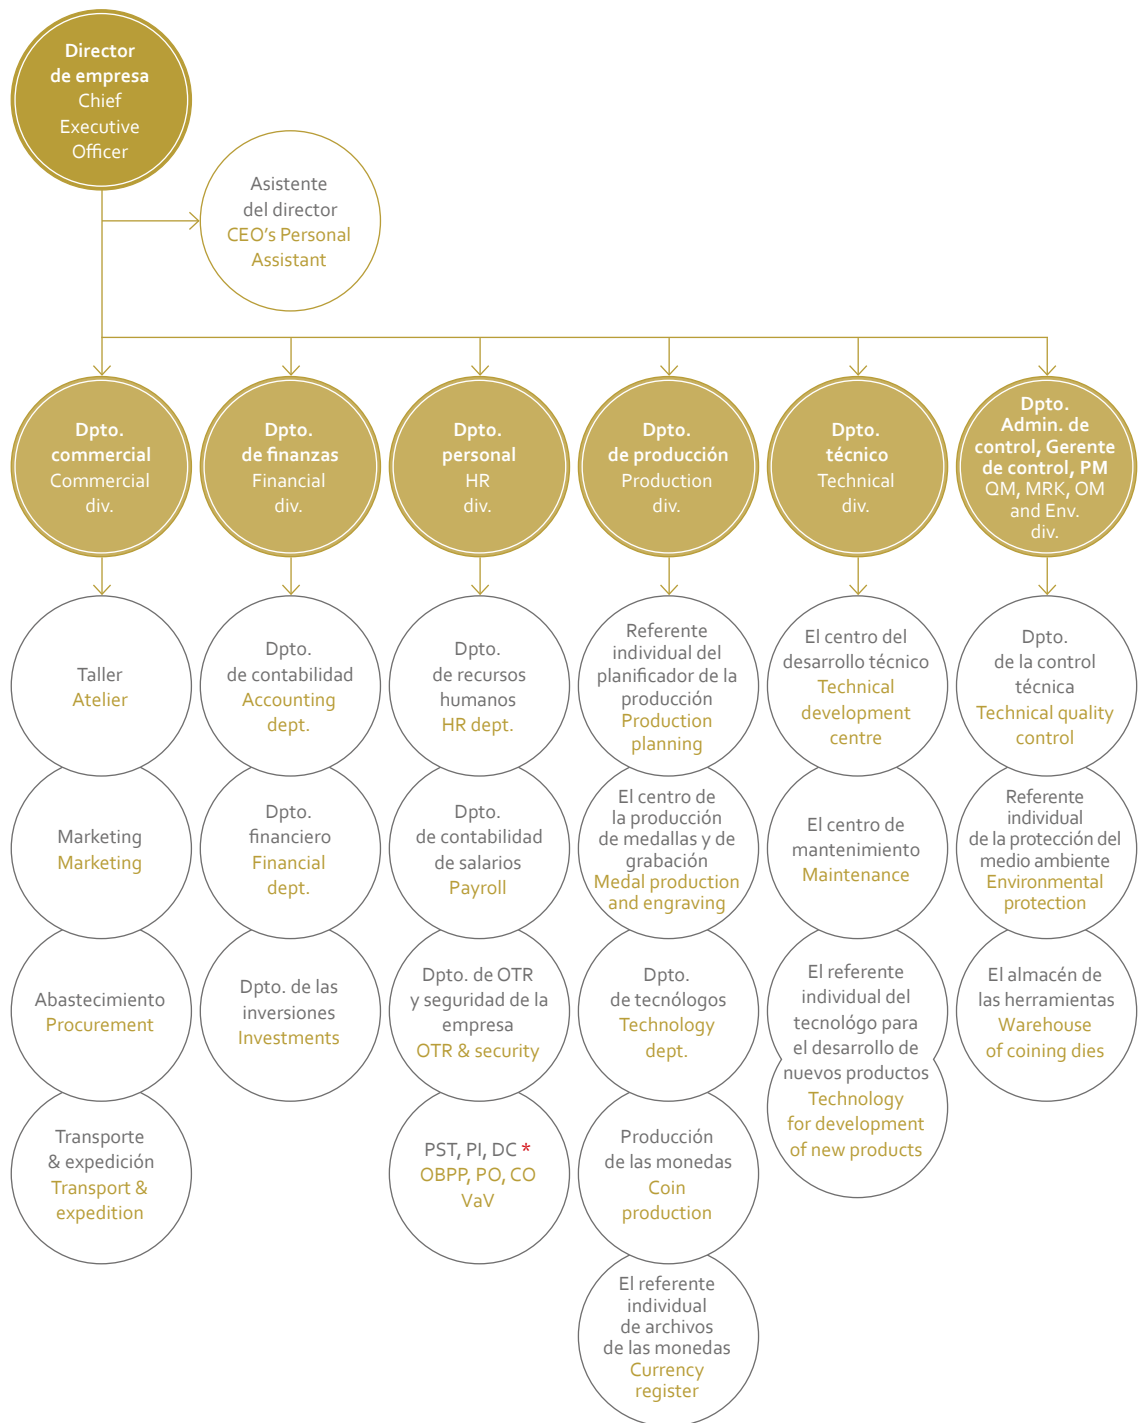 Director
de empresa
Chief
Executive
Officer
Asistente
del director
CEO's Personal
Assistant
Dpto.
commercial
Commercial
div.
Dpto.
de finanzas
Financial
div.
Dpto.
personal
HR
div.
Dpto.
de producción
Production
div.
Dpto.
técnico
Technical
div.
Dpto.
Admin. de
control, Gerente
de control, PM
QM, MRK, OM
and Env.
div.
Taller
Atelier
Marketing
Marketing
Abastecimiento
Procurement
Transporte
& expedición
Transport &
expedition
Dpto.
de contabilidad
Accounting
dept.
Dpto.
financiero
Financial
dept.
Dpto. de las
inversiones
Investments
Dpto.
de recursos
humanos
HR dept.
Dpto.
de contabilidad
de salarios
Payroll
Dpto. de OTR
y seguridad de la
empresa
OTR & security
PST, PI, DC *
OBPP, PO, CO
VaV
Referente
individual del
planificador de la
producción
Production
planning
El centro de
la producción
de medallas y de
grabación
Medal production
and engraving
Dpto.
de tecnólogos
Technology
dept.
Producción
de las monedas
Coin
production
El referente
individual
de archivos
de las monedas
Currency
register
El centro del
desarrollo técnico
Technical
development
centre
El centro de
mantenimiento
Maintenance
El referente
individual del
tecnológo para
el desarrollo de
nuevos productos
Technology
for development
of new products
Dpto.
de la control
técnica
Technical quality
control
Referente
individual
de la protección del
medio ambiente
Environmental
protection
El almacén de
las herramientas
Warehouse
of coining dies